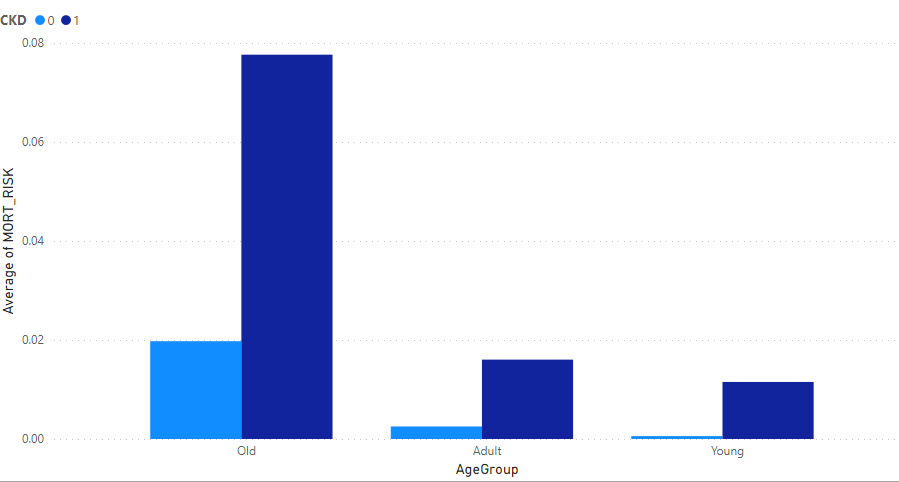 CKD 0 1
0.08
0.06
0.04
0.02
0.00
Average of MORT_RISK
Old Adult Young
AgeGroup